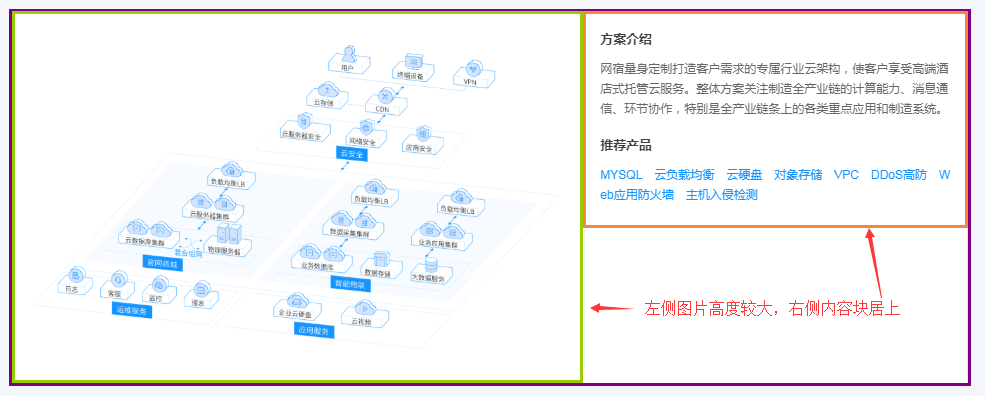 用户
终端设备
VPN
云存储
CDN
云服务器安全
网络安全
应用安全
云安全
负载均衡LB
云服务器集群
云数据库集群
混合组网
物理服务器
官网商城
负载均衡LB
负载均衡LB
数据采集集群
业务应用集群
业务数据库
数据存储
大数据服务
智能物联
日志
客服
监控
报表
运维服务
企业云硬盘
云视频
应用服务
方案介绍
网宿量身定制打造客户需求的专属行业云架构，使客户享受高端酒
店式托管云服务。整体方案关注制造全产业链的计算能力、消息通
信、环节协作，特别是全产业链条上的各类重点应用和制造系统。
推荐产品
MYSQL 云负载均衡 云硬盘 对象存储 VPC DDoS高防 W
eb应用防火墙 主机入侵检测
左侧图片高度较大，右侧内容块居上